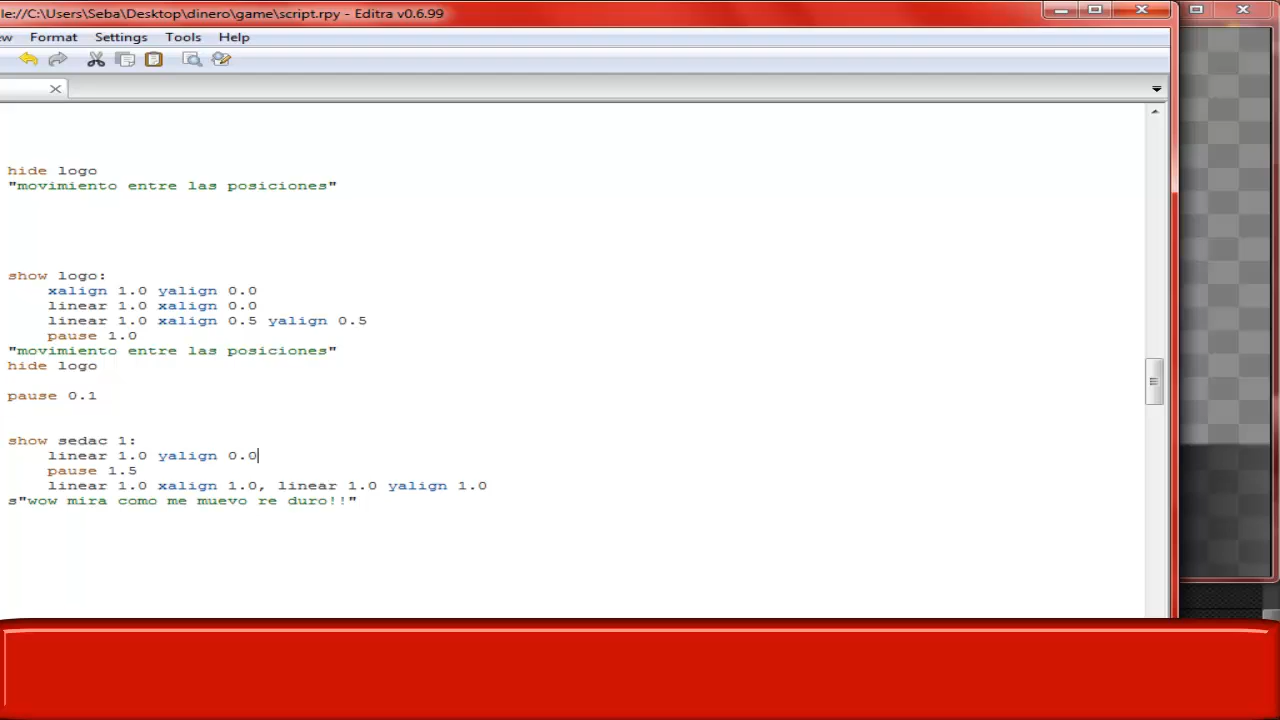 le://C:\Users\Seba\Desktop\dinero\game\script.rpy - Editra v0.6.99
ew Format Settings Tools Help
hide logo
"movimiento entre las posiciones"
show logo:
xalign 1.0 yalign 0.0
linear 1.0 xalign 0.0
linear 1.0 xalign 0.5 yalign 0.5
pause 1.0
"movimiento entre las posiciones"
hide logo
pause 0.1
show sedac 1:
linear 1.0 yalign 0.0
pause 1.5
linear 1.0 xalign 1.0, linear 1.0 yalign 1.0
s"wow mira como me muevo re duro!!"